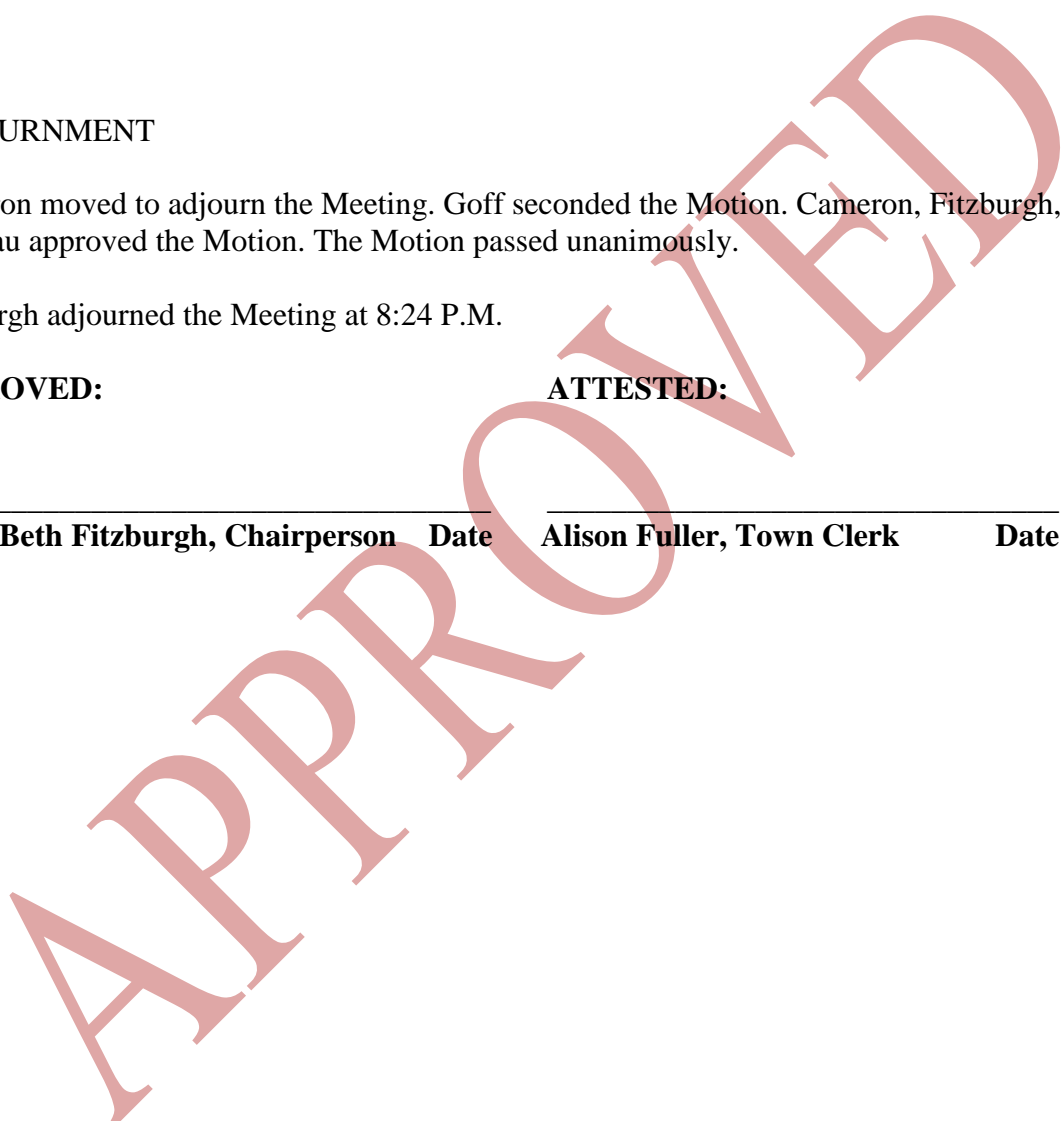 URNMENT
on moved to adjourn the Meeting. Goff seconded the Motion. Cameron, Fitzburgh,
au approved the Motion. The Motion passed unanimously.
rgh adjourned the Meeting at 8:24 P.M.
OVED: ATTESTED:
Beth Fitzburgh, Chairperson Date Alison Fuller, Town Clerk Date
APPROVED